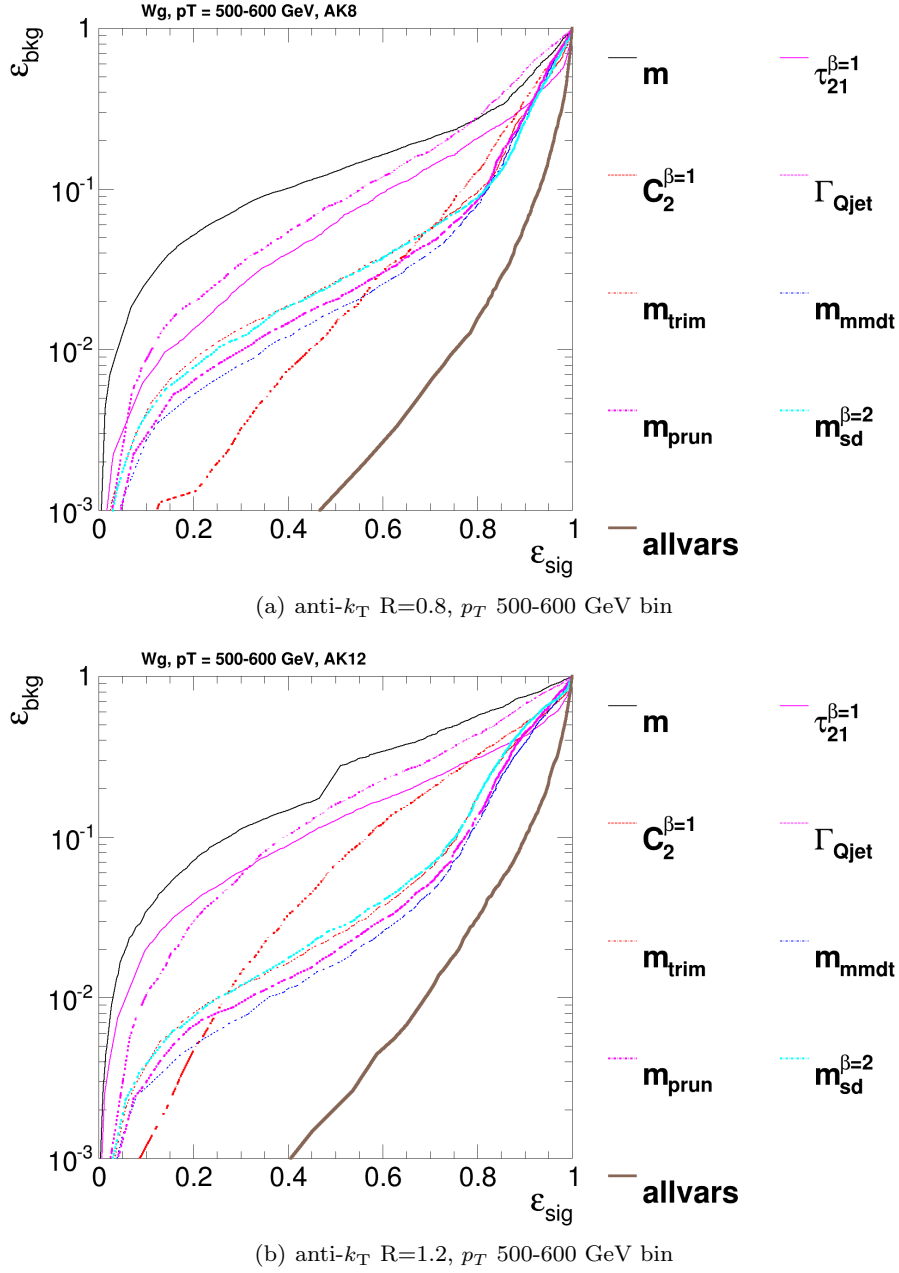 Wg, pT = 500-600 GeV, AK8
ε_bkg
1
10^-1
10^-2
10^-3
0 0.2 0.4 0.6 0.8 1
ε_sig
m τ_21^β=1
C_2^β=1 Γ_Qjet
m_trim m_mmdt
m_prun m_sd^β=2
allvars
(a) anti-k_T R=0.8, p_T 500-600 GeV bin
Wg, pT = 500-600 GeV, AK12
ε_bkg
1
10^-1
10^-2
10^-3
0 0.2 0.4 0.6 0.8 1
ε_sig
m τ_21^β=1
C_2^β=1 Γ_Qjet
m_trim m_mmdt
m_prun m_sd^β=2
allvars
(b) anti-k_T R=1.2, p_T 500-600 GeV bin